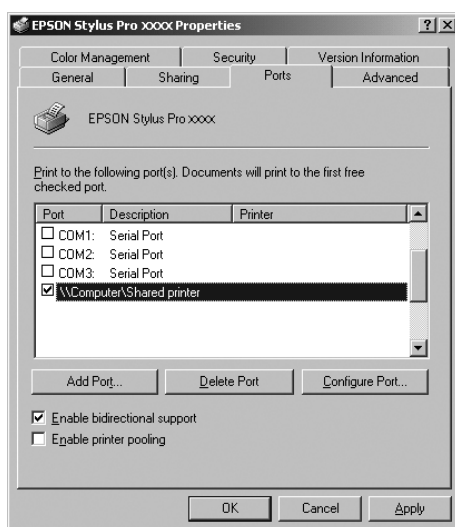 EPSON Stylus Pro XXXX Properties
Color Management Security Version Information
General Sharing Ports Advanced
EPSON Stylus Pro XXXX
Print to the following port(s). Documents will print to the first free
checked port.
Port Description Printer
COM1: Serial Port
COM2: Serial Port
COM3: Serial Port
\\Computer\Shared printer
Add Port... Delete Port Configure Port...
Enable bidirectional support
Enable printer pooling
OK Cancel Apply